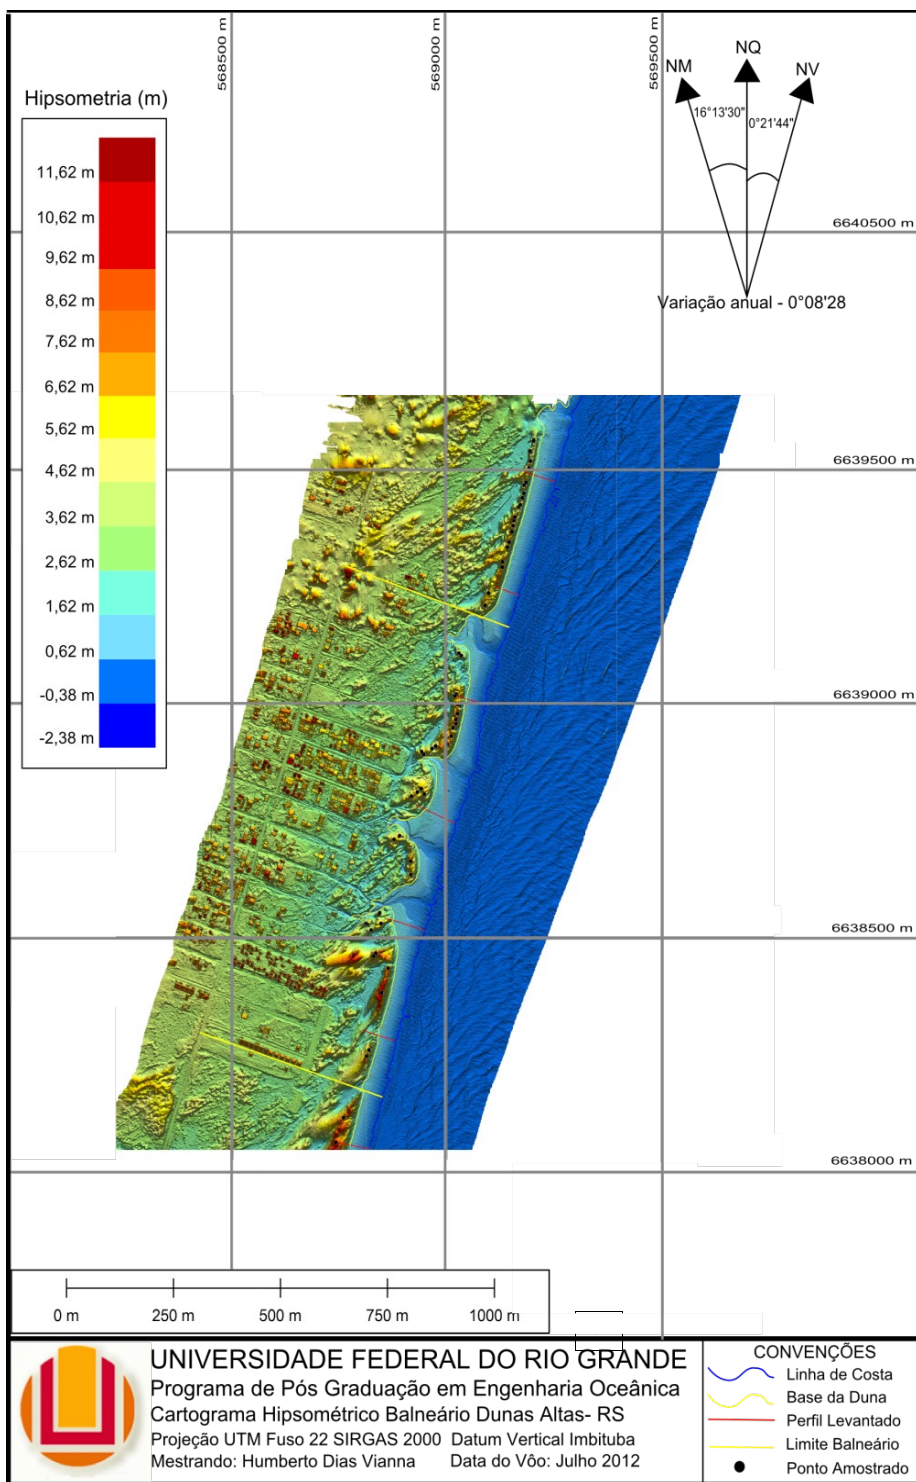 568500 m
569000 m
569500 m
NM
NQ
NV
16°13'30"
0°21'44"
Variação anual - 0°08'28
Hipsometria (m)
11,62 m
10,62 m
9,62 m
8,62 m
7,62 m
6,62 m
5,62 m
4,62 m
3,62 m
2,62 m
1,62 m
0,62 m
-0,38 m
-2,38 m
6640500 m
6639500 m
6639000 m
6638500 m
6638000 m
0 m 250 m 500 m 750 m 1000 m
UNIVERSIDADE FEDERAL DO RIO GRANDE
Programa de Pós Graduação em Engenharia Oceânica
Cartograma Hipsométrico Balneário Dunas Altas- RS
Projeção UTM Fuso 22 SIRGAS 2000 Datum Vertical Imbituba
Mestrando: Humberto Dias Vianna Data do Vôo: Julho 2012
CONVENÇÕES
Linha de Costa
Base da Duna
Perfil Levantado
Limite Balneário
Ponto Amostrado